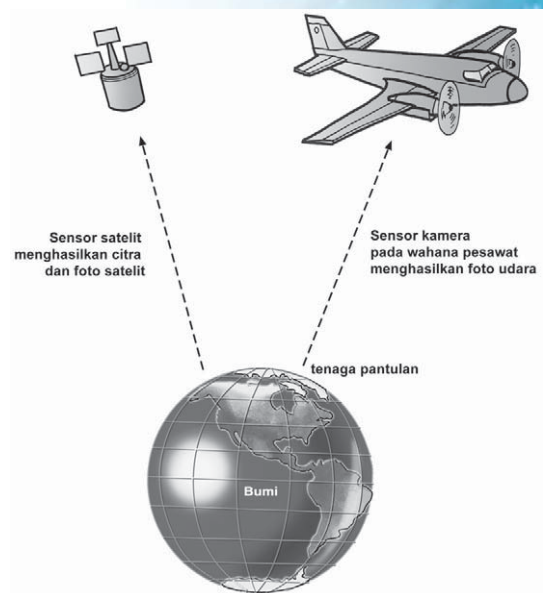 Sensor satelit
menghasilkan citra
dan foto satelit
Sensor kamera
pada wahana pesawat
menghasilkan foto udara
tenaga pantulan
Bumi